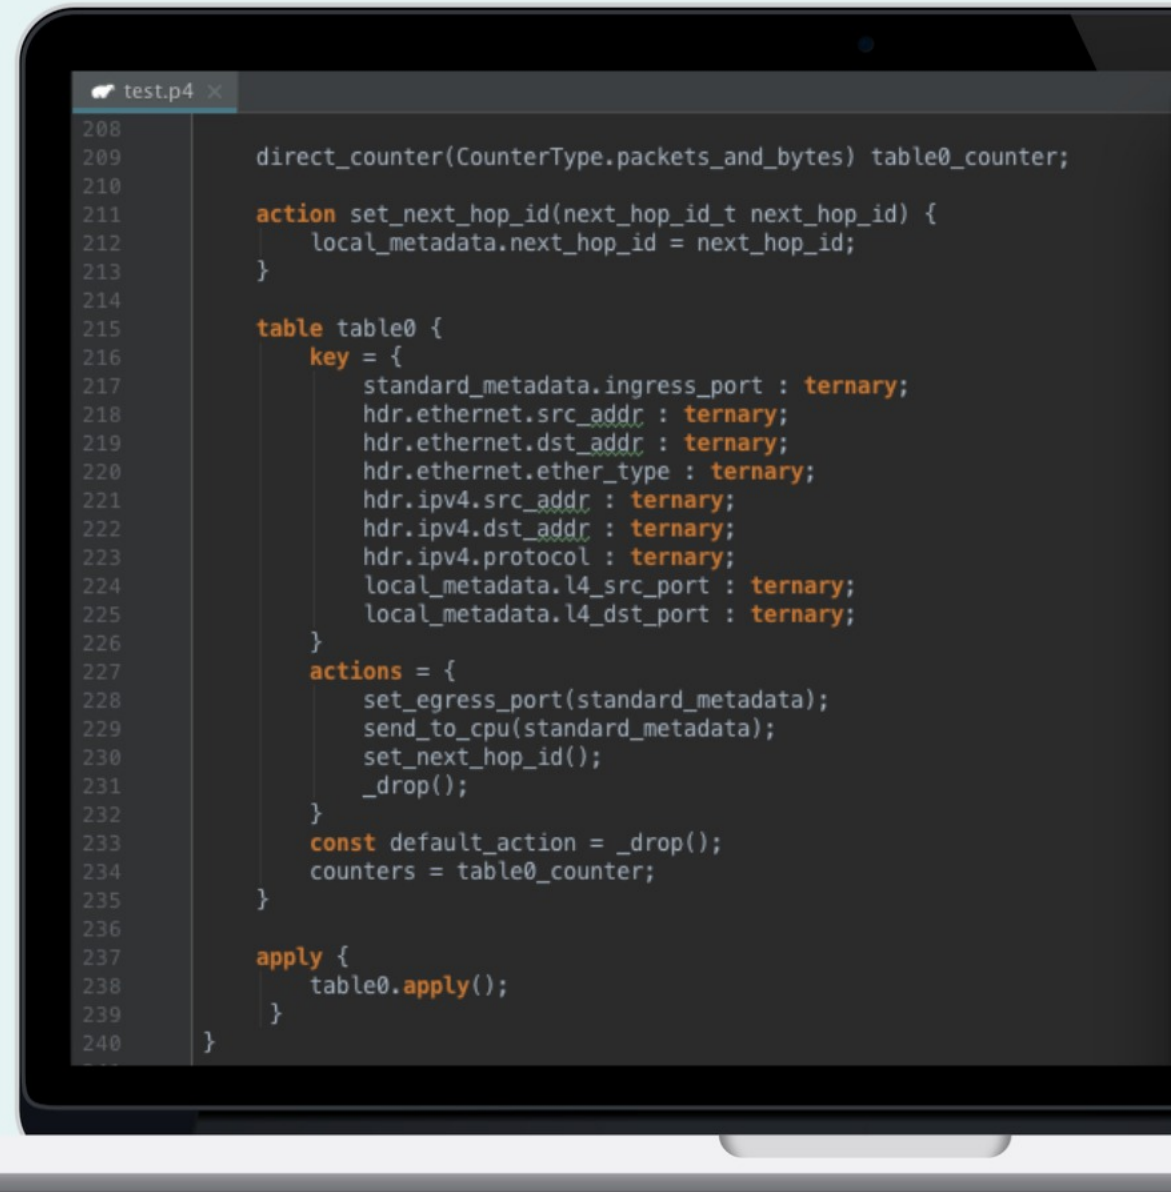 test.p4
208
209 direct_counter(CounterType.packets_and_bytes) table0_counter;
210
211 action set_next_hop_id(next_hop_id_t next_hop_id) {
212 local_metadata.next_hop_id = next_hop_id;
213 }
214
215 table table0 {
216 key = {
217 standard_metadata.ingress_port : ternary;
218 hdr.ethernet.src_addr : ternary;
219 hdr.ethernet.dst_addr : ternary;
220 hdr.ethernet.ether_type : ternary;
221 hdr.ipv4.src_addr : ternary;
222 hdr.ipv4.dst_addr : ternary;
223 hdr.ipv4.protocol : ternary;
224 local_metadata.l4_src_port : ternary;
225 local_metadata.l4_dst_port : ternary;
226 }
227 actions = {
228 set_egress_port(standard_metadata);
229 send_to_cpu(standard_metadata);
230 set_next_hop_id();
231 _drop();
232 }
233 const default_action = _drop();
234 counters = table0_counter;
235 }
236
237 apply {
238 table0.apply();
239 }
240 }